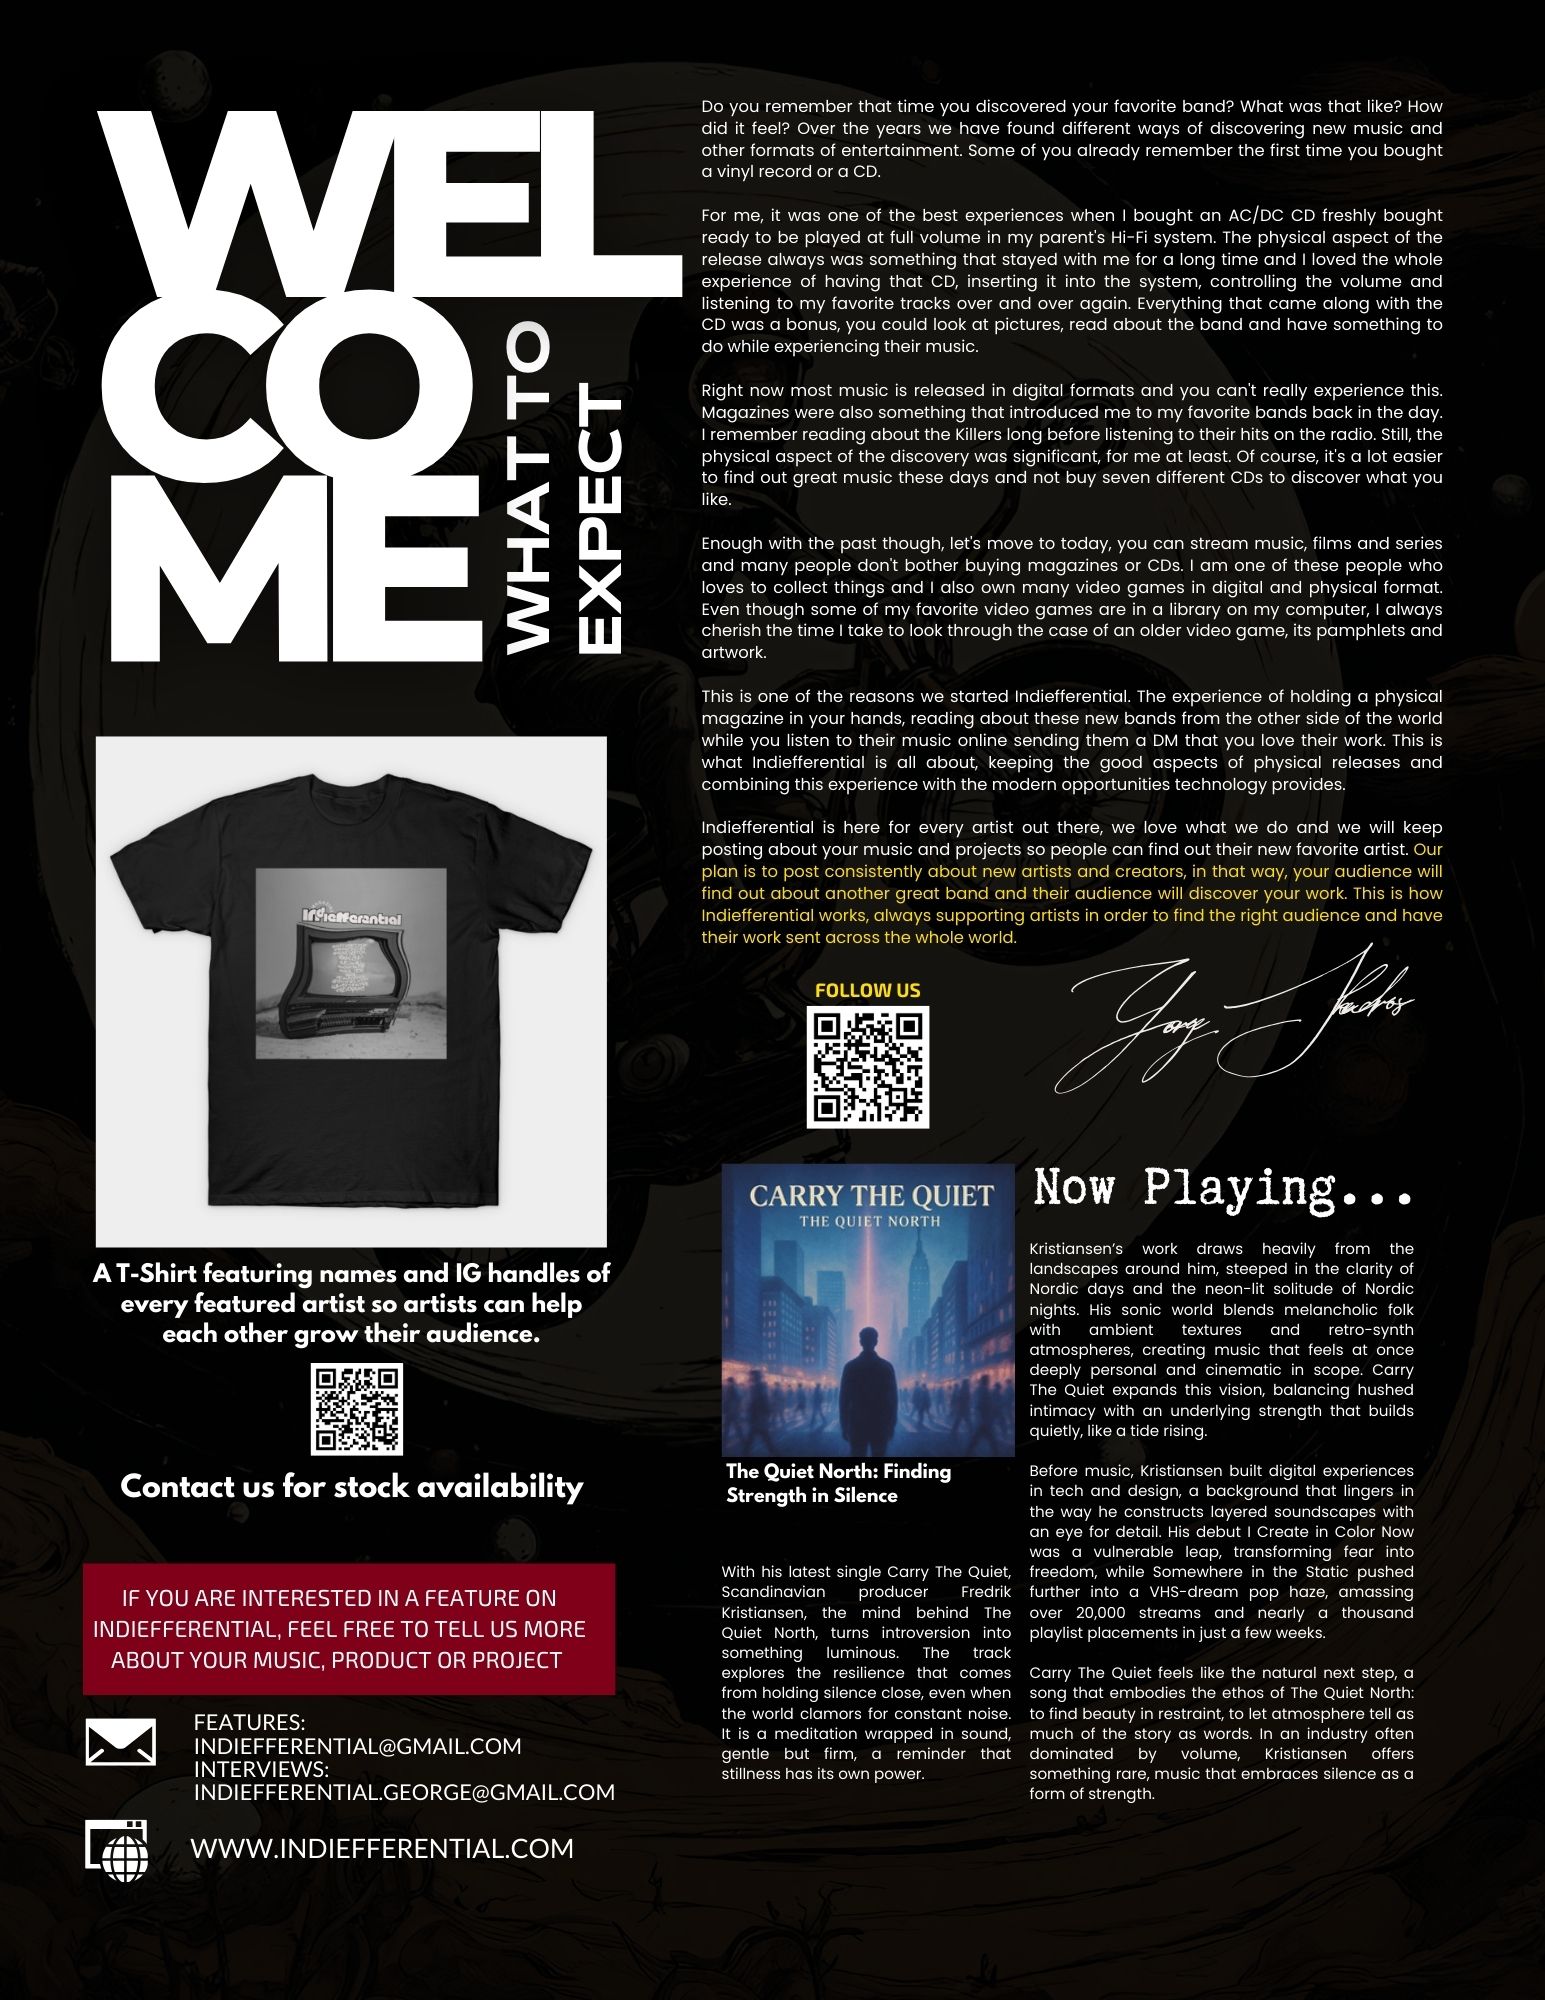 WEL
CO
ME
WHAT TO
EXPECT
Do you remember that time you discovered your favorite band? What was that like? How
did it feel? Over the years we have found different ways of discovering new music and
other formats of entertainment. Some of you already remember the first time you bought
a vinyl record or a CD.
For me, it was one of the best experiences when I bought an AC/DC CD freshly bought
ready to be played at full volume in my parent's Hi-Fi system. The physical aspect of the
release always was something that stayed with me for a long time and I loved the whole
experience of having that CD, inserting it into the system, controlling the volume and
listening to my favorite tracks over and over again. Everything that came along with the
CD was a bonus, you could look at pictures, read about the band and have something to
do while experiencing their music.
Right now most music is released in digital formats and you can't really experience this.
Magazines were also something that introduced me to my favorite bands back in the day.
I remember reading about the Killers long before listening to their hits on the radio. Still, the
physical aspect of the discovery was significant, for me at least. Of course, it's a lot easier
to find out great music these days and not buy seven different CDs to discover what you
like.
Enough with the past though, let's move to today, you can stream music, films and series
and many people don't bother buying magazines or CDs. I am one of these people who
loves to collect things and I also own many video games in digital and physical format.
Even though some of my favorite video games are in a library on my computer, I always
cherish the time I take to look through the case of an older video game, its pamphlets and
artwork.
This is one of the reasons we started Indiefferential. The experience of holding a physical
magazine in your hands, reading about these new bands from the other side of the world
while you listen to their music online sending them a DM that you love their work. This is
what Indiefferential is all about, keeping the good aspects of physical releases and
combining this experience with the modern opportunities technology provides.
Indiefferential is here for every artist out there, we love what we do and we will keep
posting about your music and projects so people can find out their new favorite artist. Our
plan is to post consistently about new artists and creators, in that way, your audience will
find out about another great band and their audience will discover your work. This is how
Indiefferential works, always supporting artists in order to find the right audience and have
their work sent across the whole world.
FOLLOW US
Indiefferential
A T-Shirt featuring names and IG handles of
every featured artist so artists can help
each other grow their audience.
Contact us for stock availability
IF YOU ARE INTERESTED IN A FEATURE ON
INDIEFFERENTIAL, FEEL FREE TO TELL US MORE
ABOUT YOUR MUSIC, PRODUCT OR PROJECT
FEATURES:
INDIEFFERENTIAL@GMAIL.COM
INTERVIEWS:
INDIEFFERENTIAL.GEORGE@GMAIL.COM
WWW.INDIEFFERENTIAL.COM
CARRY THE QUIET
THE QUIET NORTH
The Quiet North: Finding
Strength in Silence
With his latest single Carry The Quiet,
Scandinavian producer Fredrik
Kristiansen, the mind behind The
Quiet North, turns introversion into
something luminous. The track
explores the resilience that comes
from holding silence close, even when
the world clamors for constant noise.
It is a meditation wrapped in sound,
gentle but firm, a reminder that
stillness has its own power.
Now Playing...
Kristiansen’s work draws heavily from the
landscapes around him, steeped in the clarity of
Nordic days and the neon-lit solitude of Nordic
nights. His sonic world blends melancholic folk
with ambient textures and retro-synth
atmospheres, creating music that feels at once
deeply personal and cinematic in scope. Carry
The Quiet expands this vision, balancing hushed
intimacy with an underlying strength that builds
quietly, like a tide rising.
Before music, Kristiansen built digital experiences
in tech and design, a background that lingers in
the way he constructs layered soundscapes with
an eye for detail. His debut I Create in Color Now
was a vulnerable leap, transforming fear into
freedom, while Somewhere in the Static pushed
further into a VHS-dream pop haze, amassing
over 20,000 streams and nearly a thousand
playlist placements in just a few weeks.
Carry The Quiet feels like the natural next step, a
song that embodies the ethos of The Quiet North:
to find beauty in restraint, to let atmosphere tell as
much of the story as words. In an industry often
dominated by volume, Kristiansen offers
something rare, music that embraces silence as a
form of strength.